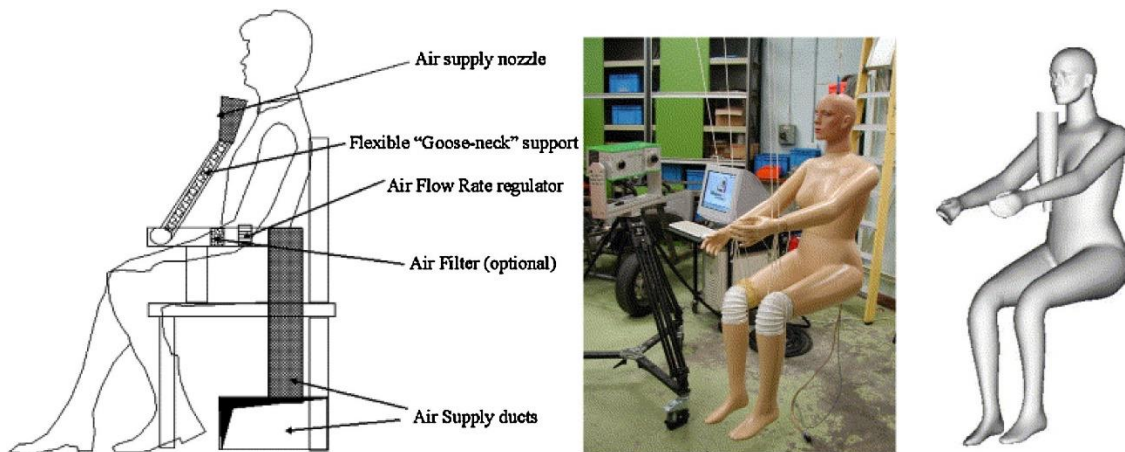 Air supply nozzle
Flexible “Goose-neck” support
Air Flow Rate regulator
Air Filter (optional)
Air Supply ducts